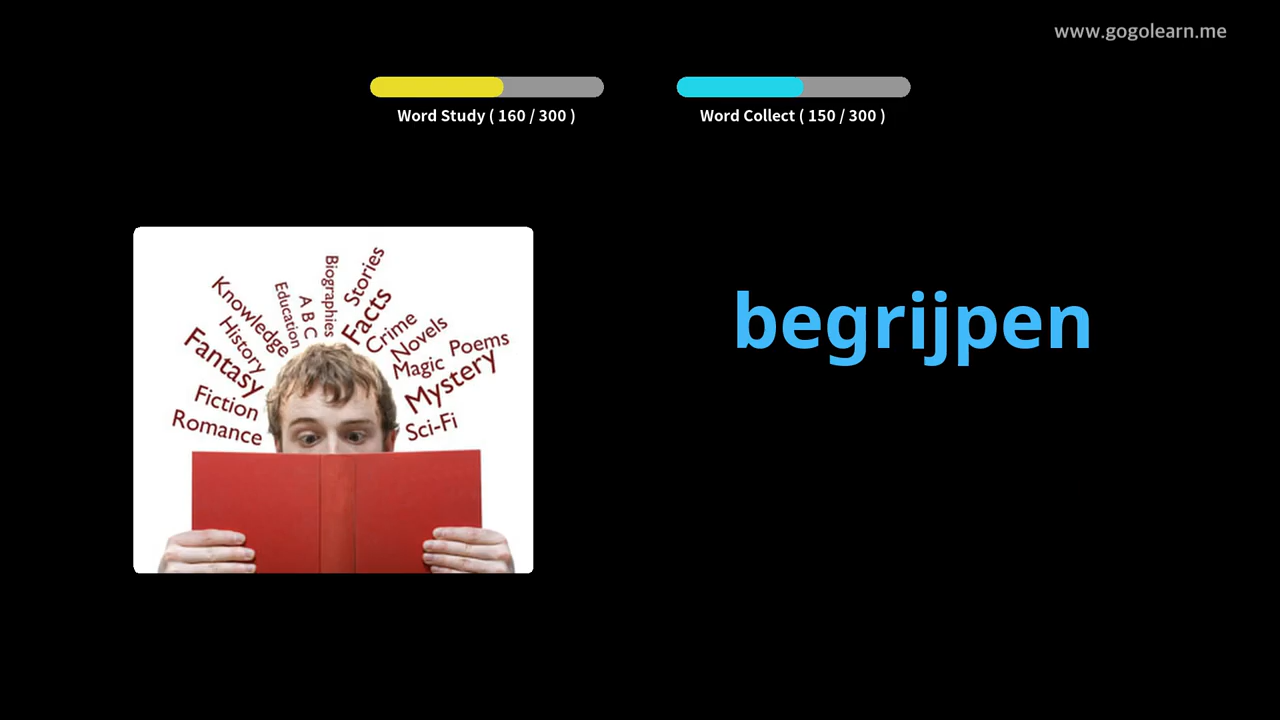 www.gogolearn.me
Word Study ( 160 / 300 )
Word Collect ( 150 / 300 )
begrijpen
Biographies
Stories
Education
A B C
Facts
Knowledge
Crime
History
Novels
Poems
Fantasy
Magic
Mystery
Fiction
Romance
Sci-Fi